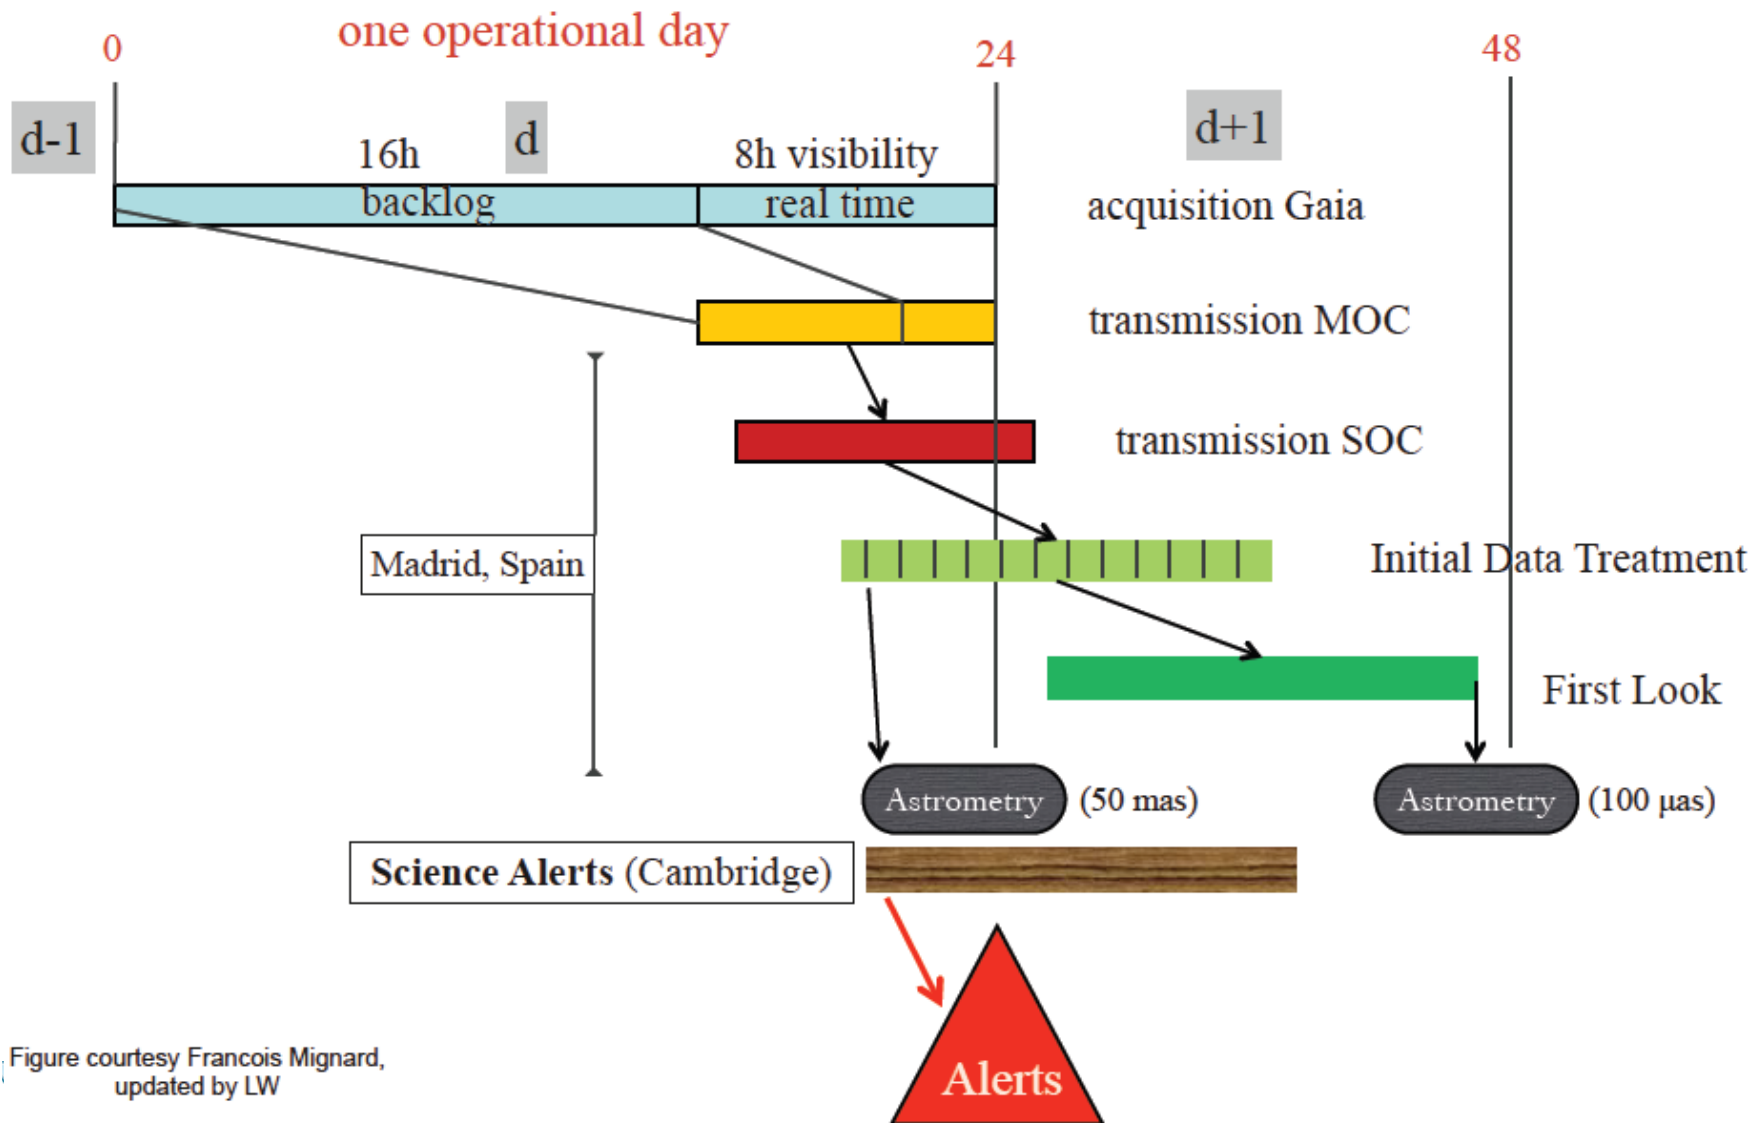 one operational day
0
24
48
d-1
d
d+1
16h
8h visibility
backlog
real time
acquisition Gaia
transmission MOC
transmission SOC
Madrid, Spain
Initial Data Treatment
First Look
Astrometry
(50 mas)
Astrometry
(100 µas)
Science Alerts (Cambridge)
Alerts
Figure courtesy Francois Mignard,
updated by LW